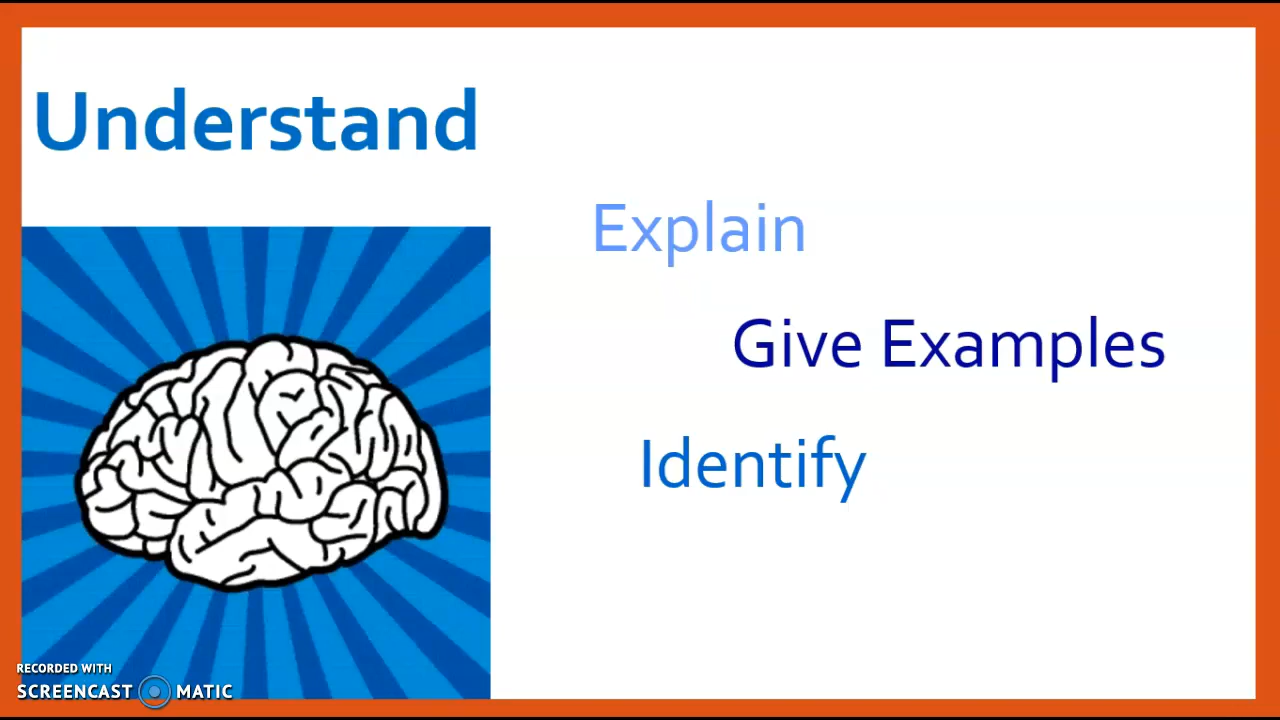 Understand
Explain
Give Examples
Identify
RECORDED WITH
SCREENCAST MATIC